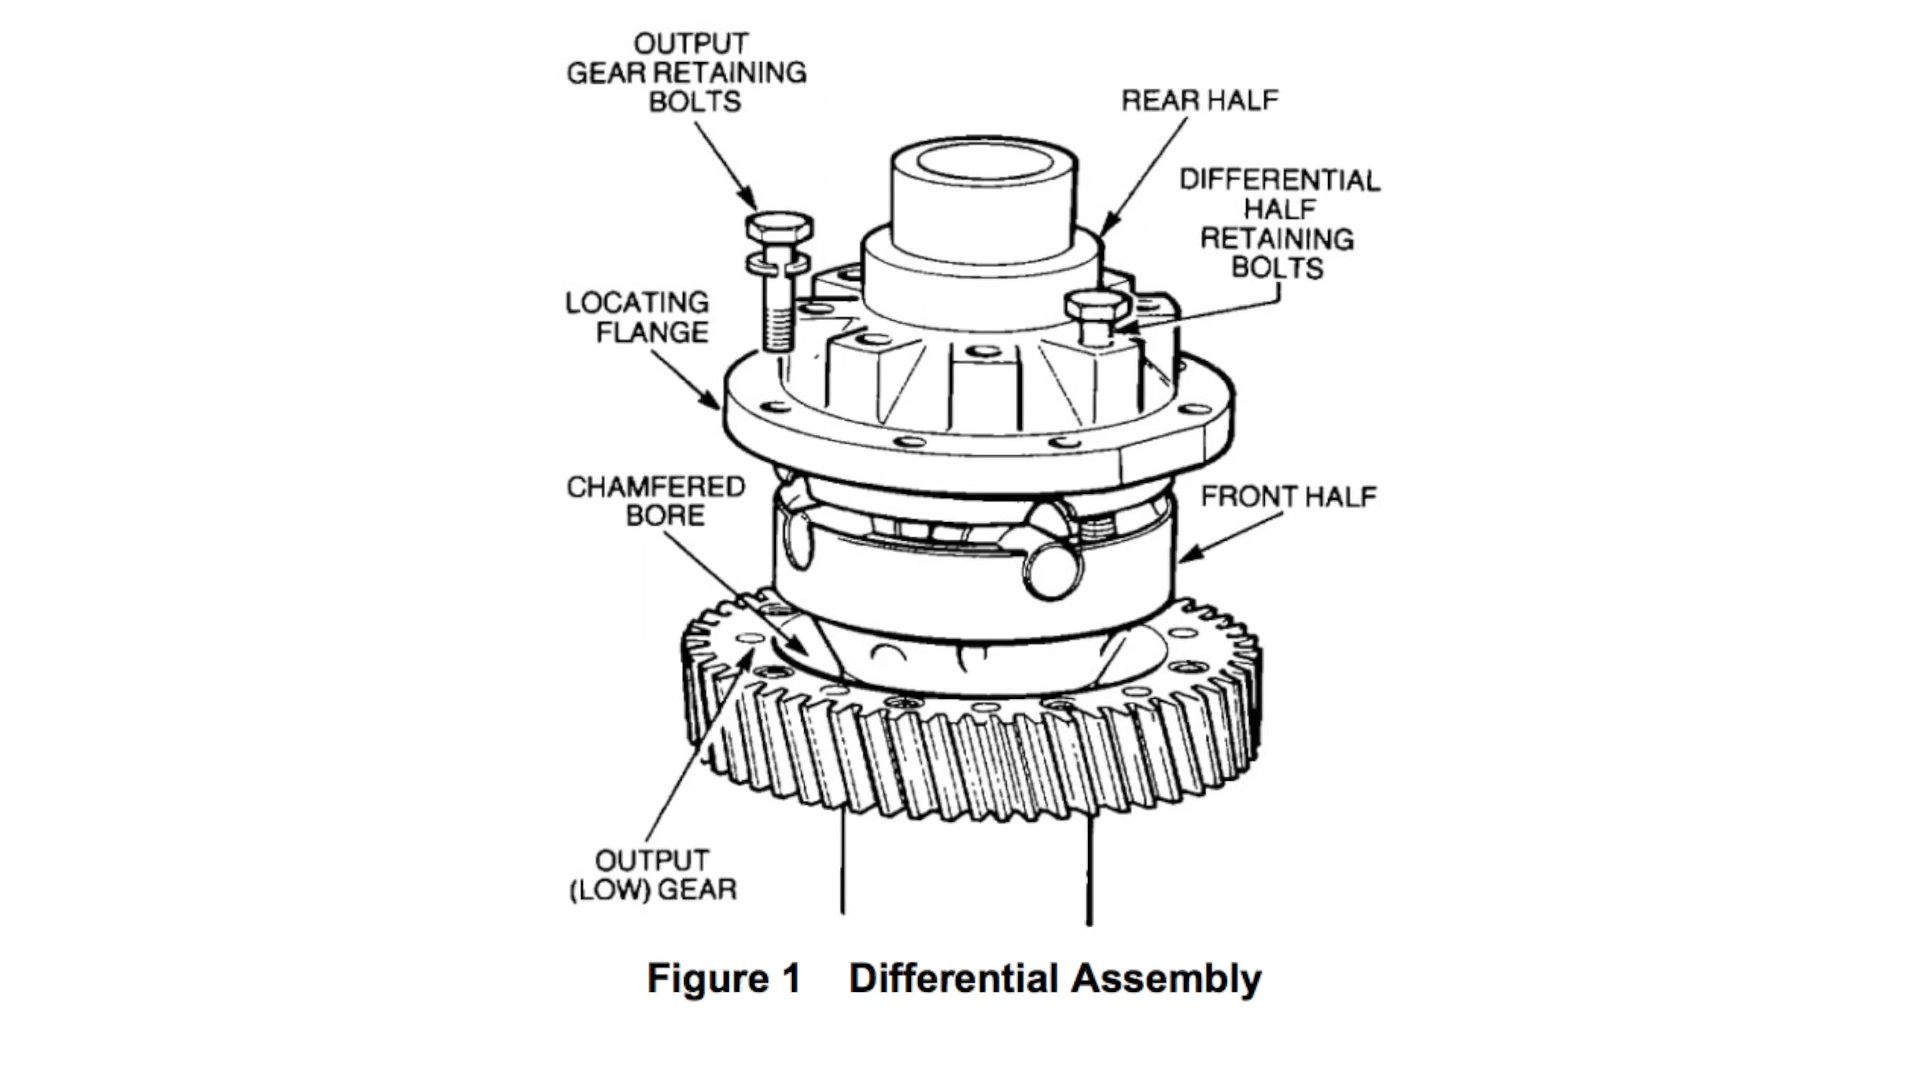 OUTPUT
GEAR RETAINING
BOLTS
REAR HALF
DIFFERENTIAL
HALF
RETAINING
BOLTS
LOCATING
FLANGE
CHAMFERED
BORE
FRONT HALF
OUTPUT
(LOW) GEAR
Figure 1 Differential Assembly